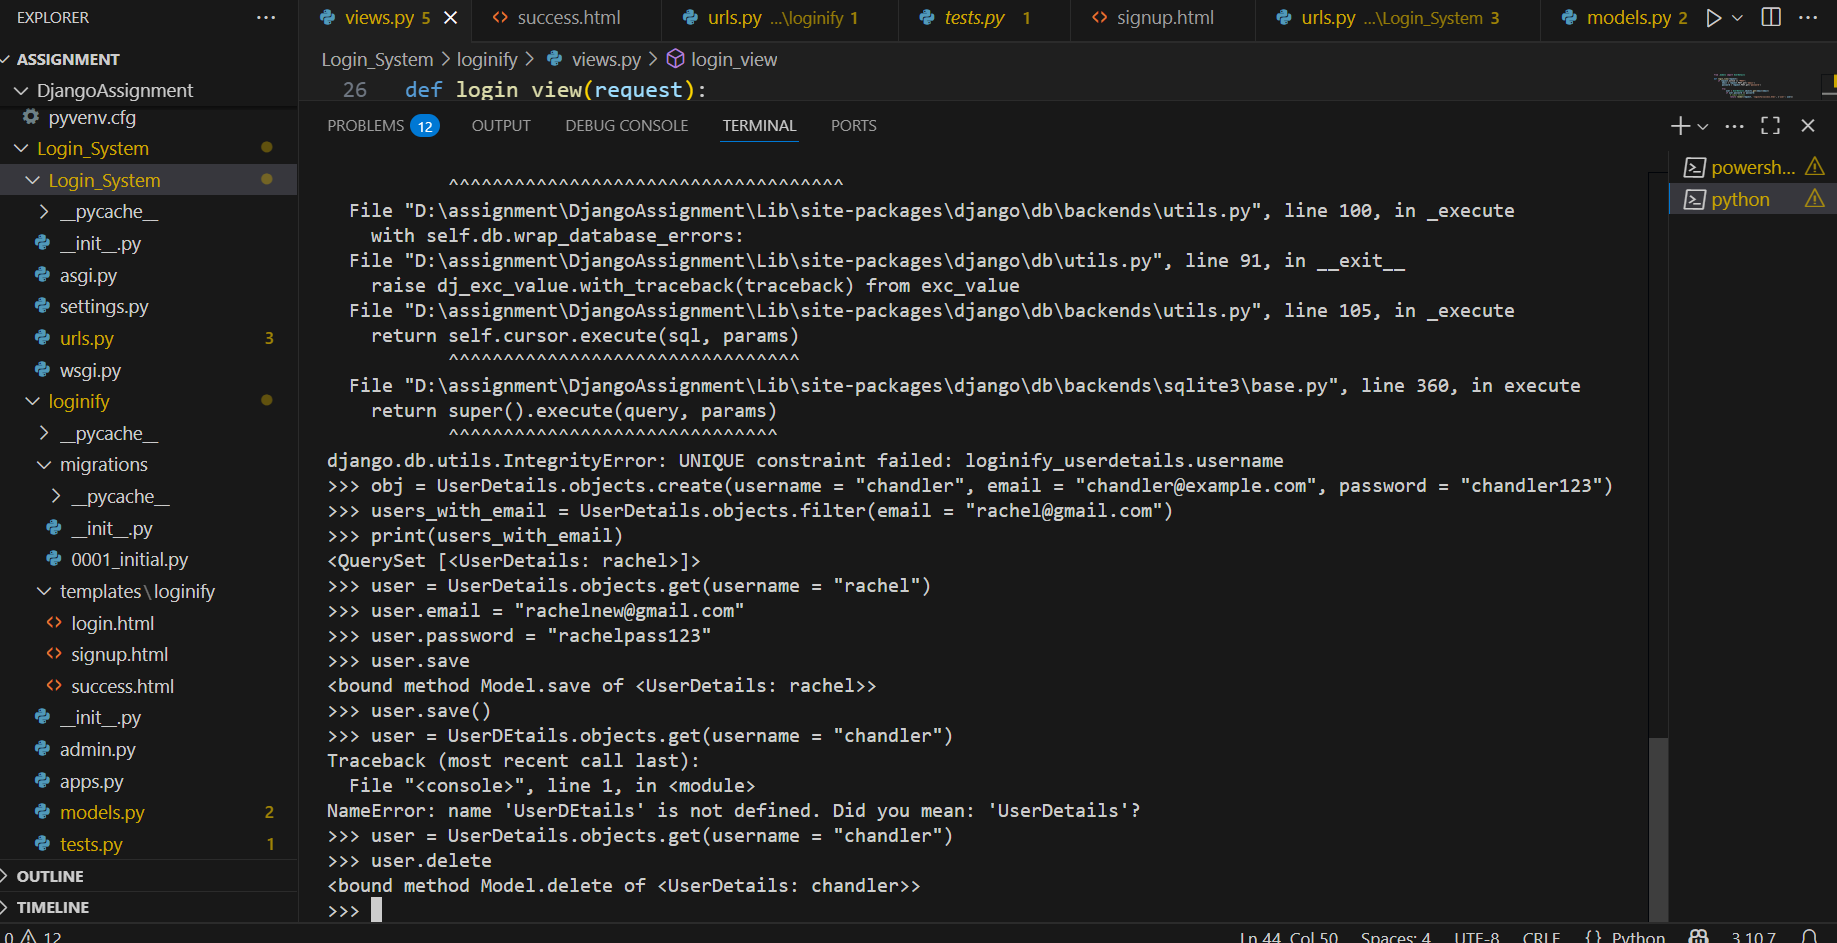 EXPLORER
ASSIGNMENT
DjangoAssignment
pyvenv.cfg
Login_System
Login_System
__pycache__
__init__.py
asgi.py
settings.py
urls.py 3
wsgi.py
loginify
__pycache__
migrations
__pycache__
__init__.py
0001_initial.py
templates\loginify
login.html
signup.html
success.html
__init__.py
admin.py
apps.py
models.py 2
tests.py 1
OUTLINE
TIMELINE
views.py 5 success.html urls.py ...\loginify 1 tests.py 1 signup.html urls.py ...\Login_System 3 models.py 2
Login_System > loginify > views.py > login_view
26 def login_view(request):
PROBLEMS 12 OUTPUT DEBUG CONSOLE TERMINAL PORTS
powersh...
python
^^^^^^^^^^^^^^^^^^^^^^^^^^^^^^^^^^^^
File "D:\assignment\DjangoAssignment\Lib\site-packages\django\db\backends\utils.py", line 100, in _execute
with self.db.wrap_database_errors:
File "D:\assignment\DjangoAssignment\Lib\site-packages\django\db\utils.py", line 91, in __exit__
raise dj_exc_value.with_traceback(traceback) from exc_value
File "D:\assignment\DjangoAssignment\Lib\site-packages\django\db\backends\utils.py", line 105, in _execute
return self.cursor.execute(sql, params)
^^^^^^^^^^^^^^^^^^^^^^^^^^^^^^^^
File "D:\assignment\DjangoAssignment\Lib\site-packages\django\db\backends\sqlite3\base.py", line 360, in execute
return super().execute(query, params)
^^^^^^^^^^^^^^^^^^^^^^^^^^^^^^
django.db.utils.IntegrityError: UNIQUE constraint failed: loginify_userdetails.username
>>> obj = UserDetails.objects.create(username = "chandler", email = "chandler@example.com", password = "chandler123")
>>> users_with_email = UserDetails.objects.filter(email = "rachel@gmail.com")
>>> print(users_with_email)
<QuerySet [<UserDetails: rachel>]>
>>> user = UserDetails.objects.get(username = "rachel")
>>> user.email = "rachelnew@gmail.com"
>>> user.password = "rachelpass123"
>>> user.save
<bound method Model.save of <UserDetails: rachel>>
>>> user.save()
>>> user = UserDEtails.objects.get(username = "chandler")
Traceback (most recent call last):
File "<console>", line 1, in <module>
NameError: name 'UserDEtails' is not defined. Did you mean: 'UserDetails'?
>>> user = UserDetails.objects.get(username = "chandler")
>>> user.delete
<bound method Model.delete of <UserDetails: chandler>>
>>>
0 12 Ln 44, Col 50 Spaces: 4 UTF-8 CRLF {} Python 3.10.7